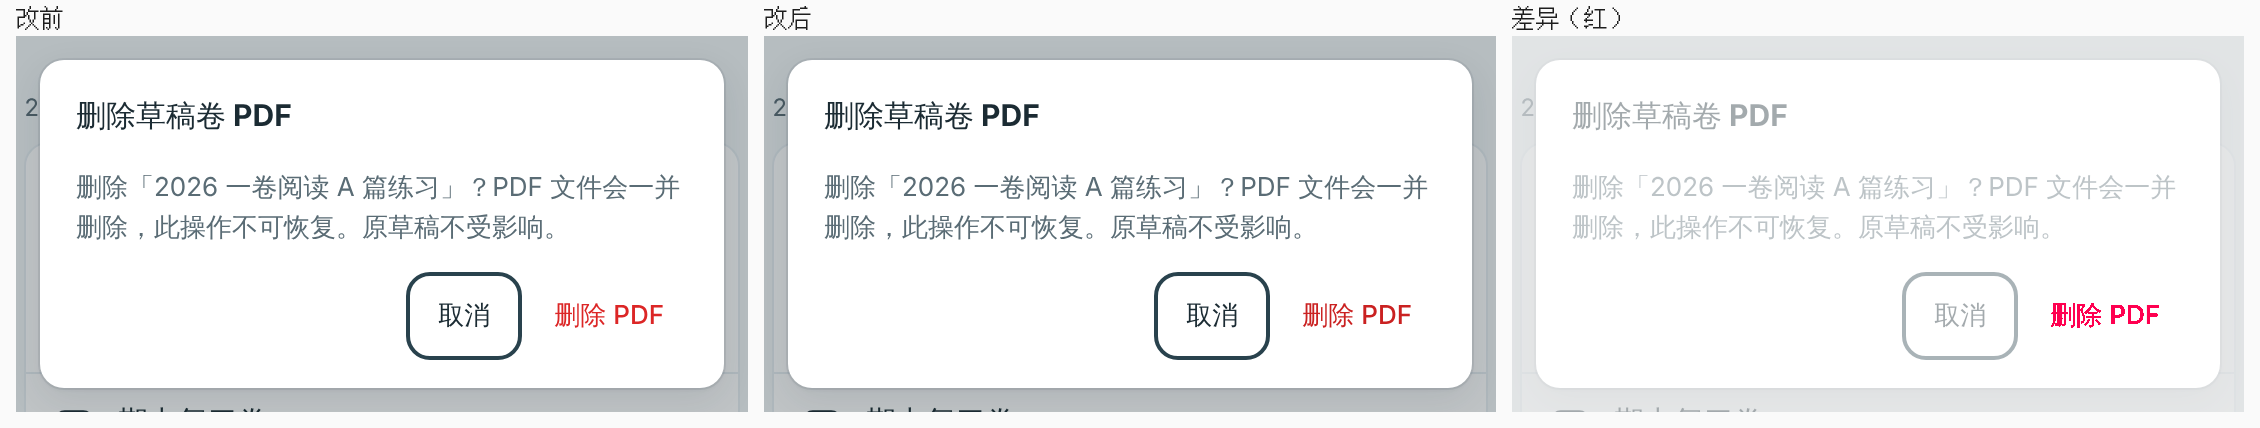 改前
2
删除草稿卷 PDF
删除「2026 一卷阅读 A 篇练习」？PDF 文件会一并
删除，此操作不可恢复。原草稿不受影响。
取消 删除 PDF
改后
2
删除草稿卷 PDF
删除「2026 一卷阅读 A 篇练习」？PDF 文件会一并
删除，此操作不可恢复。原草稿不受影响。
取消 删除 PDF
差异（红）
2
删除草稿卷 PDF
删除「2026 一卷阅读 A 篇练习」？PDF 文件会一并
删除，此操作不可恢复。原草稿不受影响。
取消 删除 PDF